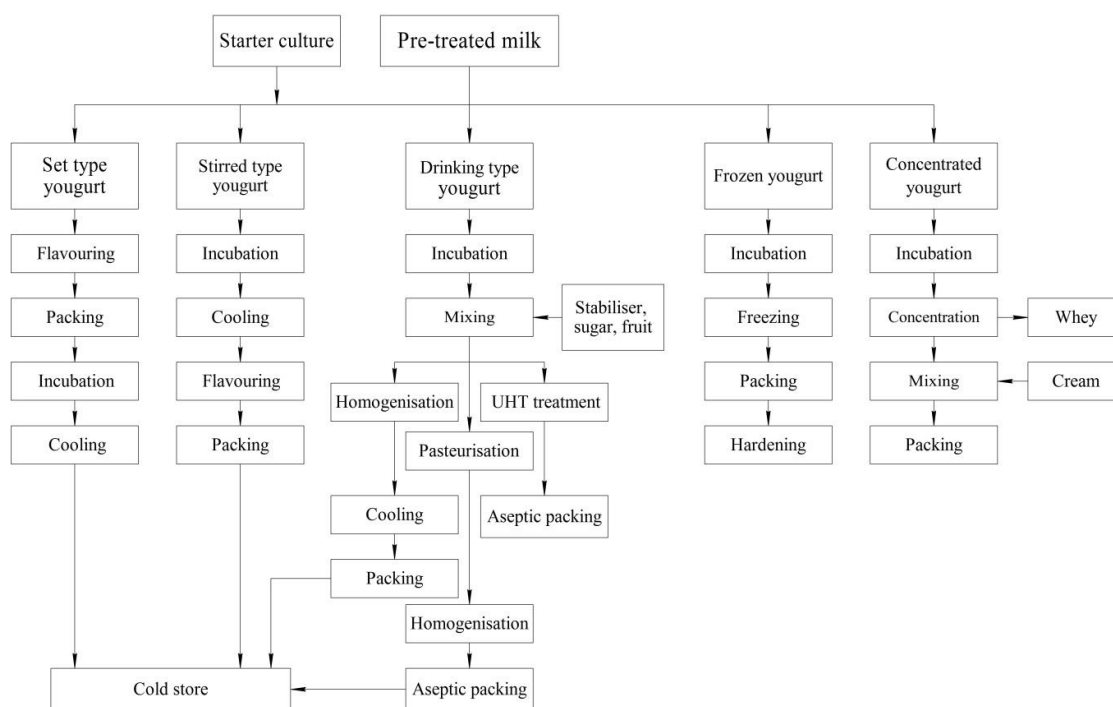 Starter culture
Pre-treated milk
Set type
yougurt
Stirred type
yougurt
Drinking type
yougurt
Frozen yougurt
Concentrated
yougurt
Flavouring
Incubation
Incubation
Incubation
Incubation
Packing
Cooling
Mixing
Stabiliser,
sugar, fruit
Freezing
Concentration
Whey
Incubation
Flavouring
Homogenisation
UHT treatment
Packing
Mixing
Cream
Cooling
Packing
Pasteurisation
Hardening
Packing
Cooling
Aseptic packing
Packing
Homogenisation
Cold store
Aseptic packing